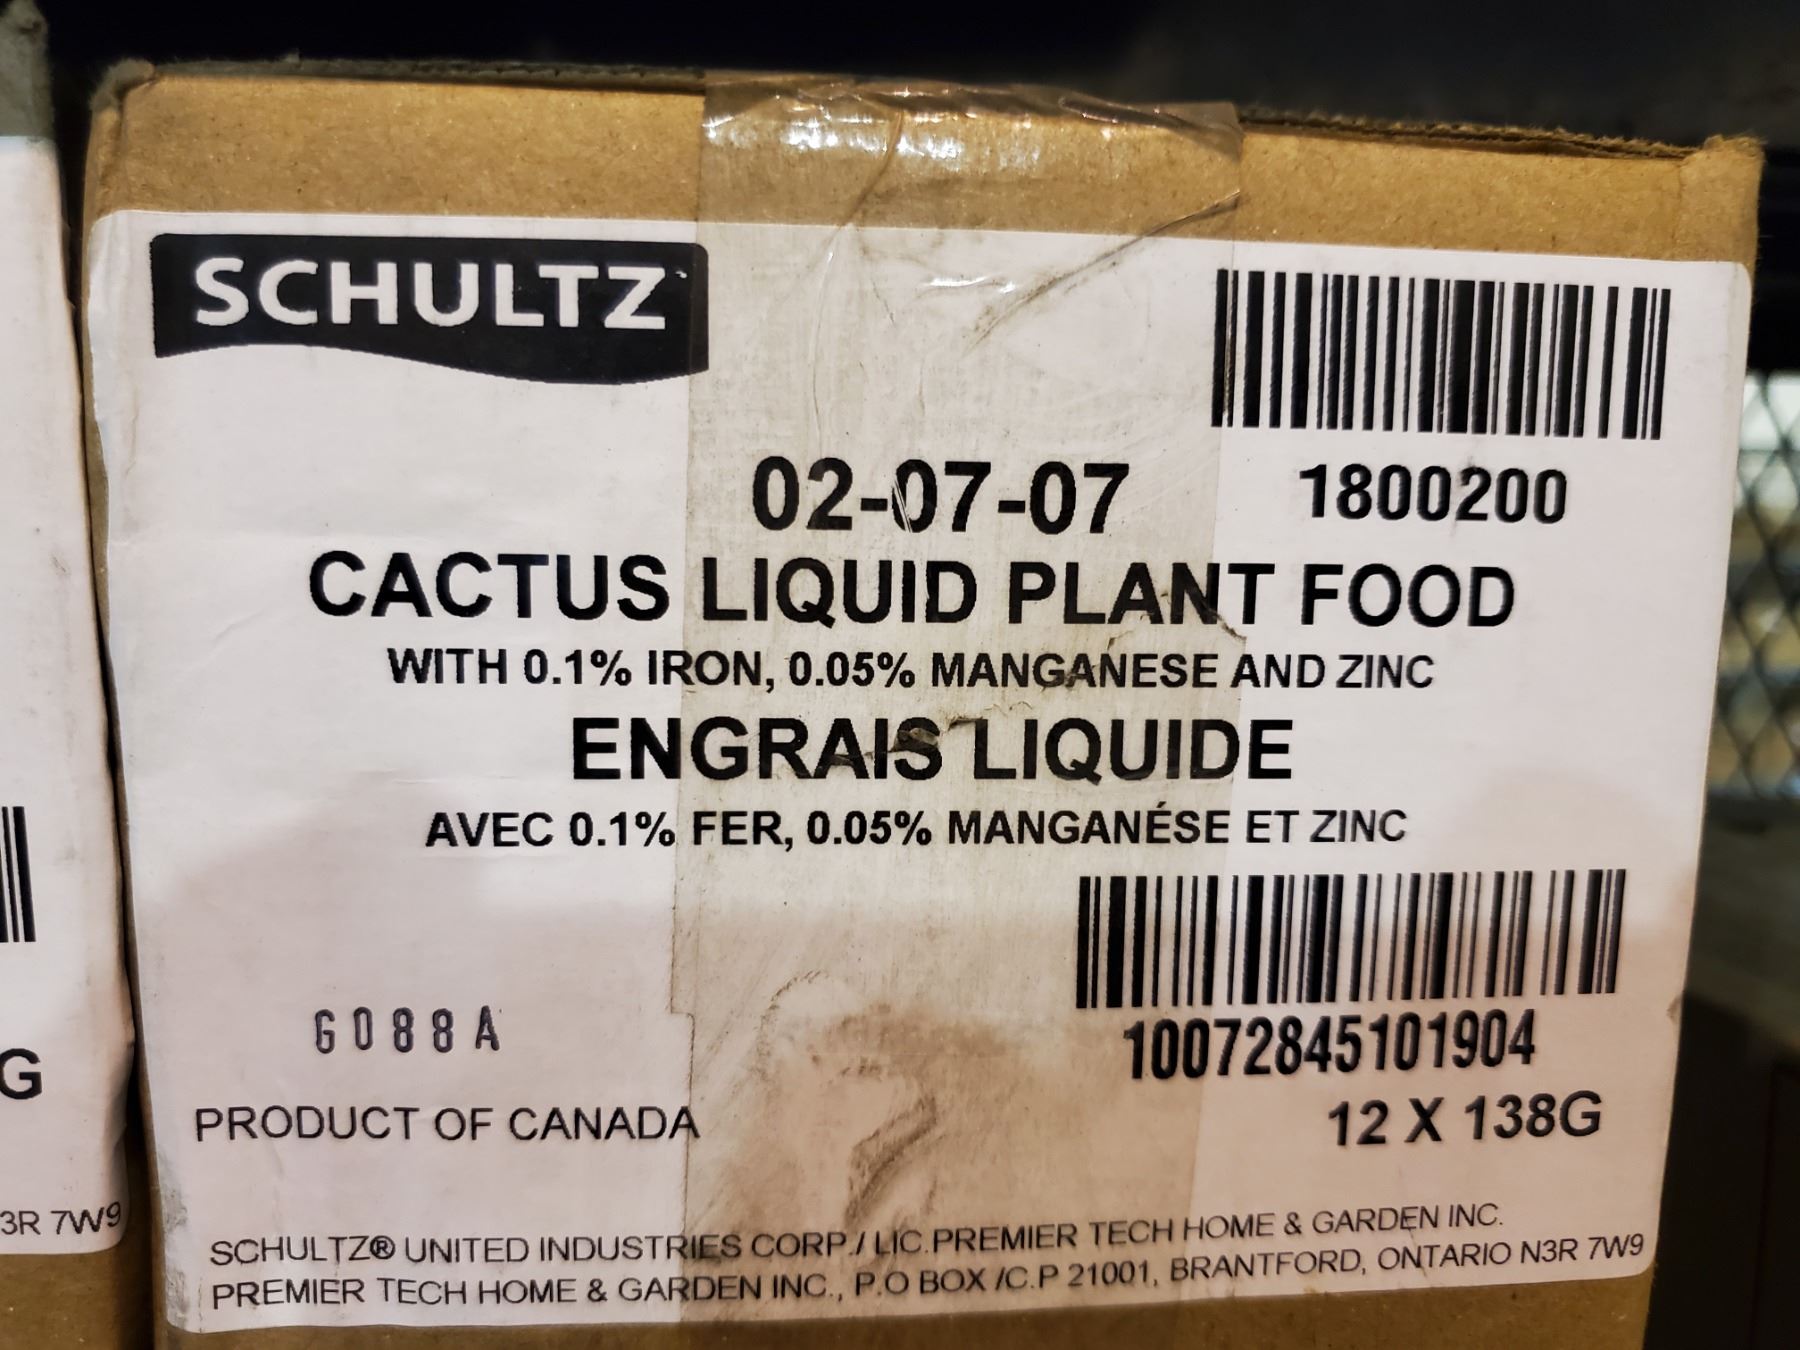 SCHULTZ
02-07-07
1800200
CACTUS LIQUID PLANT FOOD
WITH 0.1% IRON, 0.05% MANGANESE AND ZINC
ENGRAIS LIQUIDE
AVEC 0.1% FER, 0.05% MANGANÉSE ET ZINC
G088A
10072845101904
PRODUCT OF CANADA
12 X 138G
SCHULTZ® UNITED INDUSTRIES CORP./ LIC.PREMIER TECH HOME & GARDEN INC.
PREMIER TECH HOME & GARDEN INC., P.O BOX /C.P 21001, BRANTFORD, ONTARIO N3R 7W9
G
3R 7W9